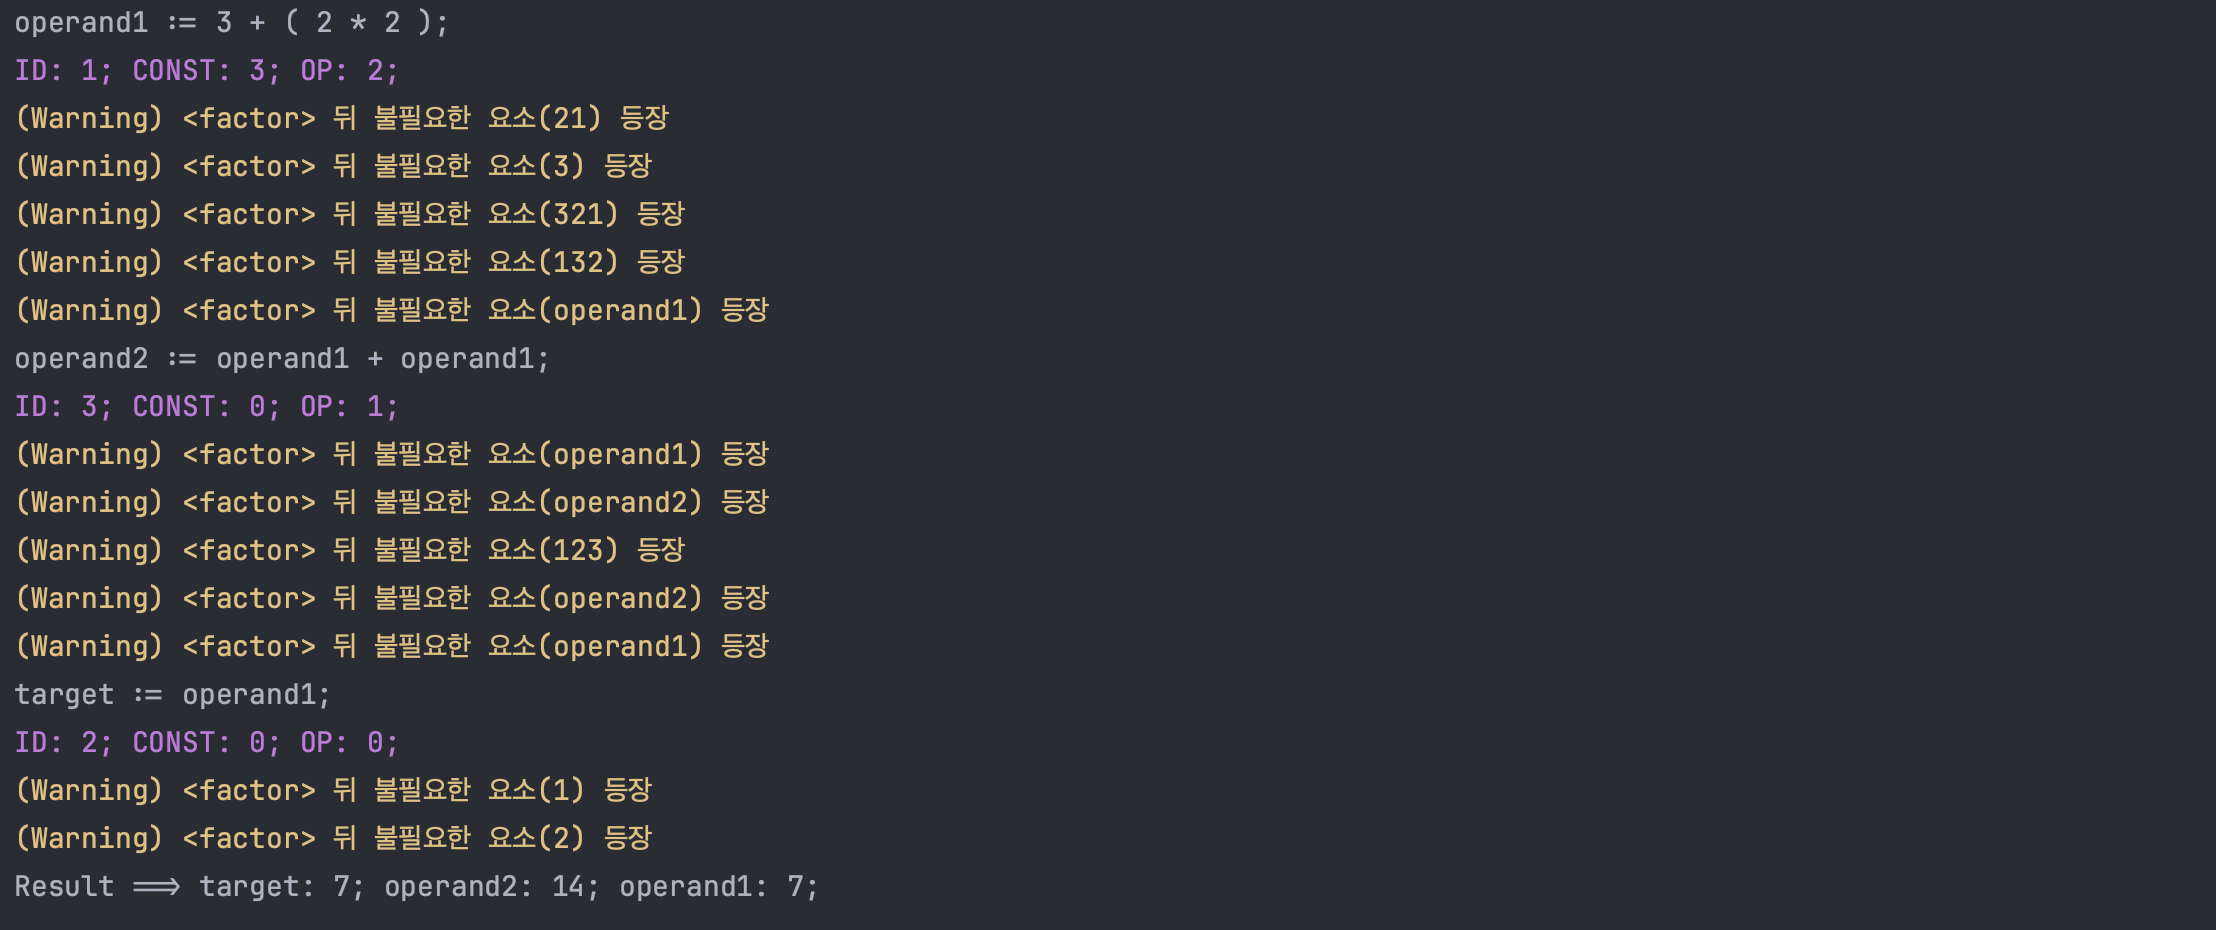 operand1 := 3 + ( 2 * 2 );
ID: 1; CONST: 3; OP: 2;
(Warning) <factor> 뒤 불필요한 요소(21) 등장
(Warning) <factor> 뒤 불필요한 요소(3) 등장
(Warning) <factor> 뒤 불필요한 요소(321) 등장
(Warning) <factor> 뒤 불필요한 요소(132) 등장
(Warning) <factor> 뒤 불필요한 요소(operand1) 등장
operand2 := operand1 + operand1;
ID: 3; CONST: 0; OP: 1;
(Warning) <factor> 뒤 불필요한 요소(operand1) 등장
(Warning) <factor> 뒤 불필요한 요소(operand2) 등장
(Warning) <factor> 뒤 불필요한 요소(123) 등장
(Warning) <factor> 뒤 불필요한 요소(operand2) 등장
(Warning) <factor> 뒤 불필요한 요소(operand1) 등장
target := operand1;
ID: 2; CONST: 0; OP: 0;
(Warning) <factor> 뒤 불필요한 요소(1) 등장
(Warning) <factor> 뒤 불필요한 요소(2) 등장
Result ==> target: 7; operand2: 14; operand1: 7;